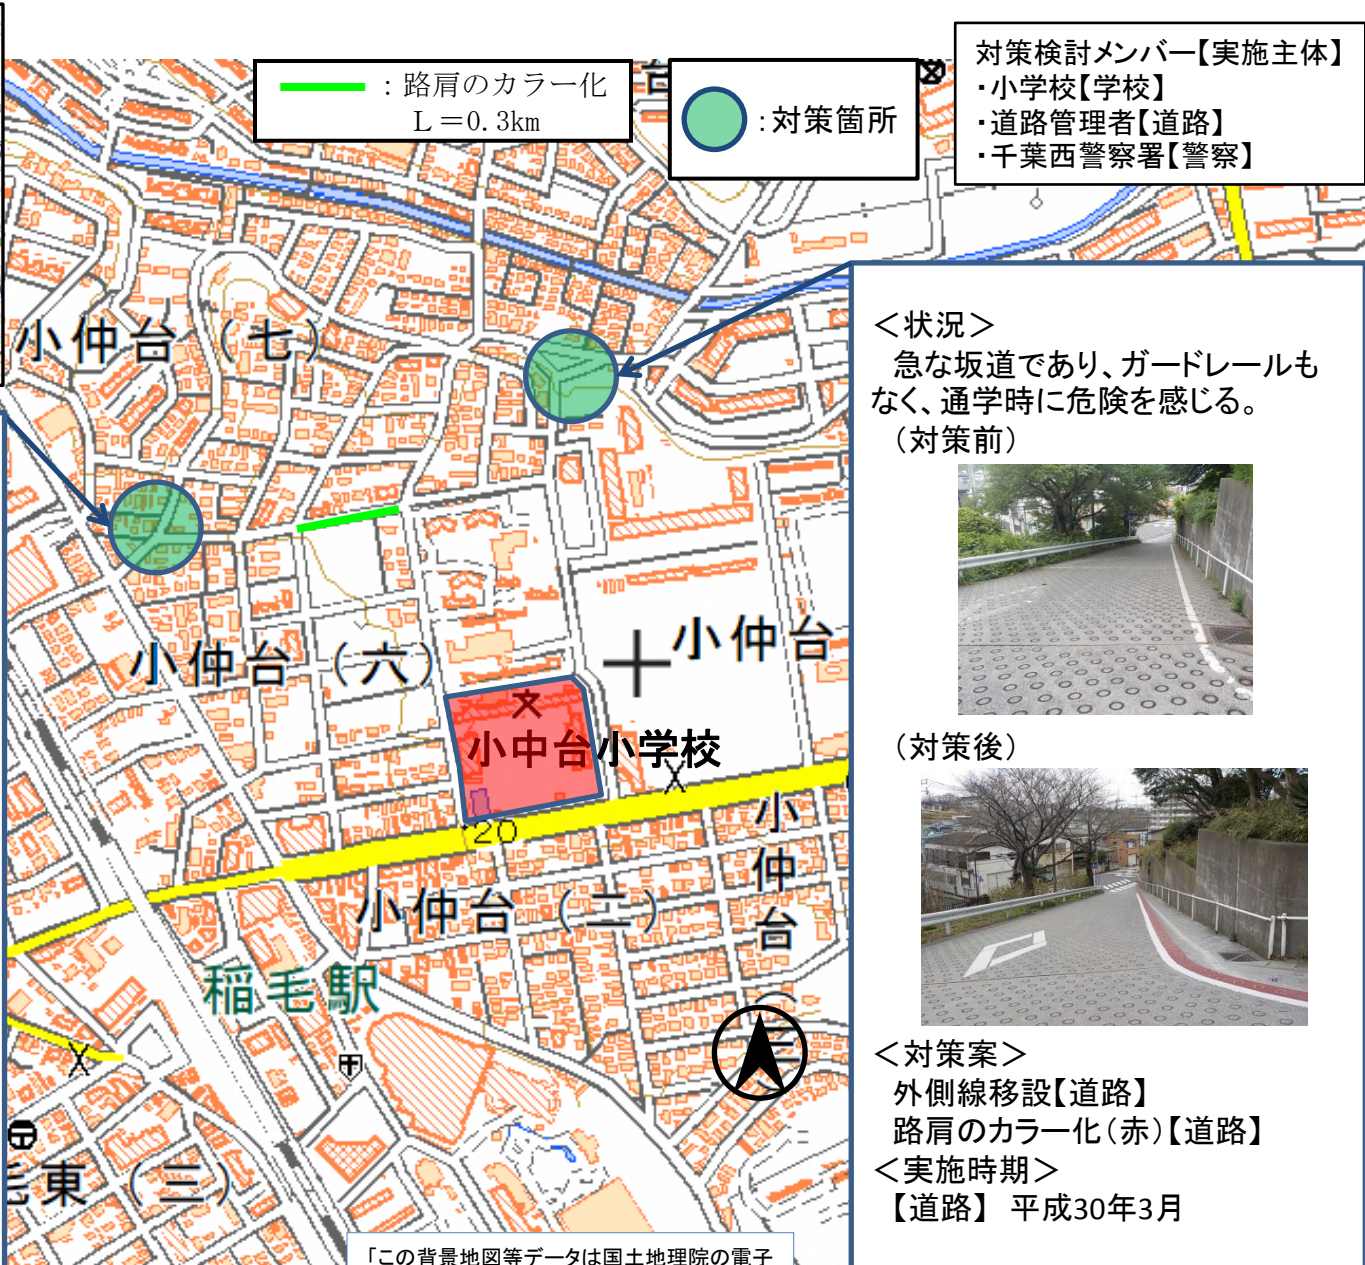 ：路肩のカラー化
L＝0.3km
：対策箇所
対策検討メンバー【実施主体】
・小学校【学校】
・道路管理者【道路】
・千葉西警察署【警察】
台
小仲台（七）
小仲台（六）
小仲台
文
小中台小学校
X
20
小仲台（二）
小仲台（一）
稲毛駅
X
毛東（三）
＜状況＞
急な坂道であり、ガードレールも
なく、通学時に危険を感じる。
（対策前）
（対策後）
＜対策案＞
外側線移設【道路】
路肩のカラー化（赤）【道路】
＜実施時期＞
【道路】 平成30年3月
「この背景地図等データは国土地理院の電子